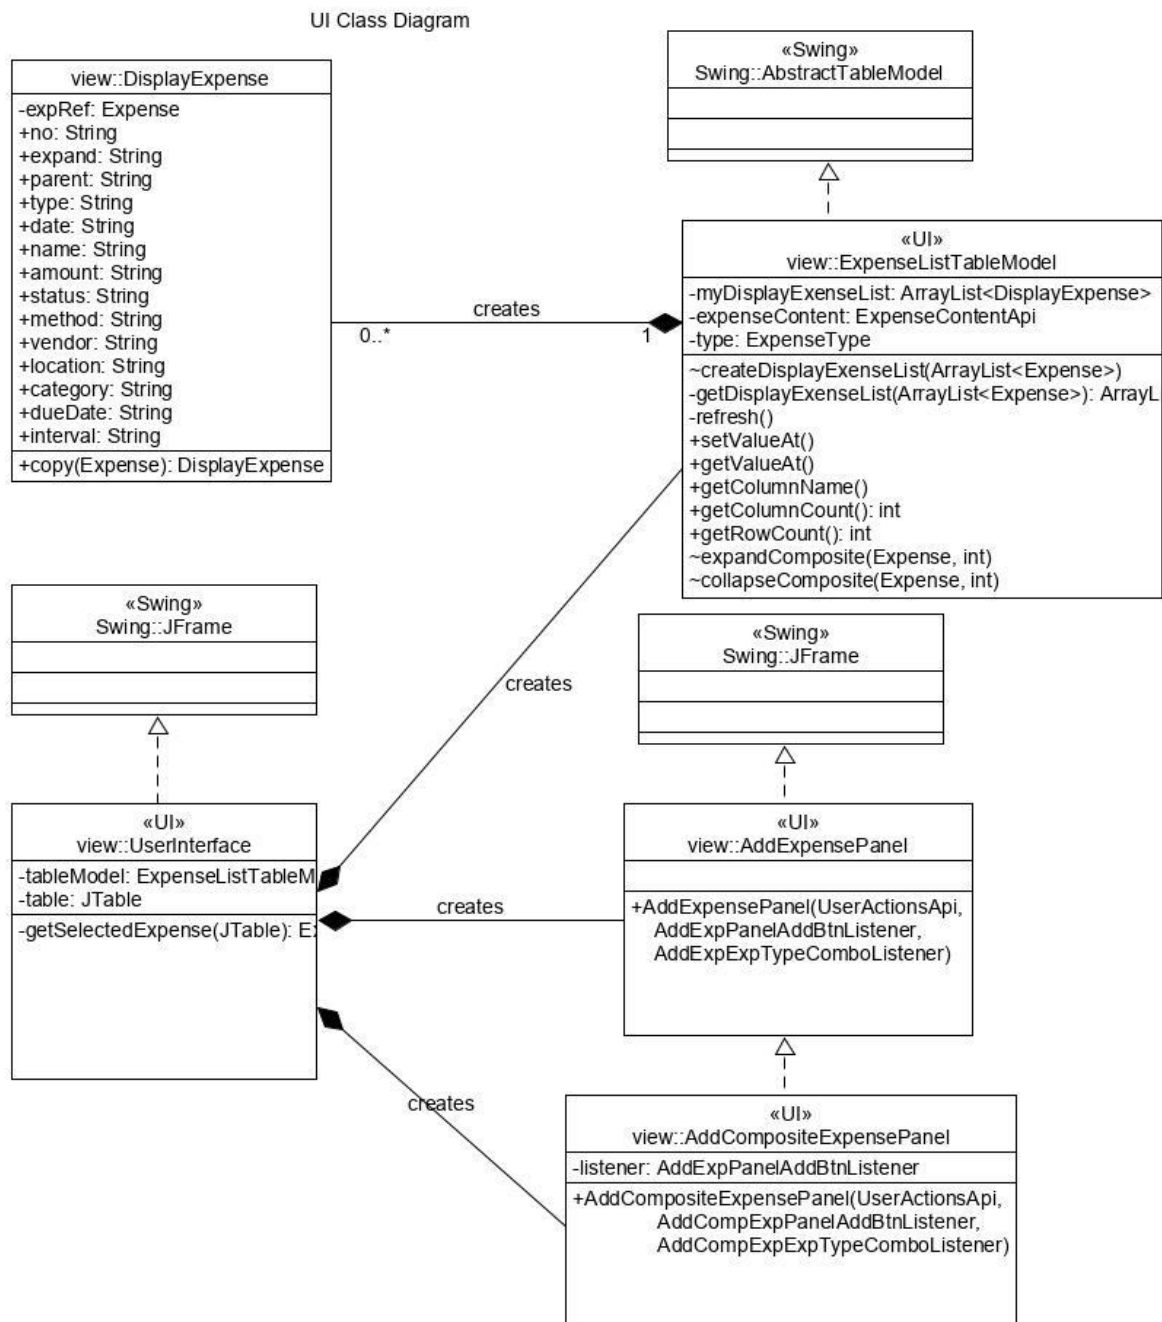 UI Class Diagram
view::DisplayExpense
-expRef: Expense
+no: String
+expand: String
+parent: String
+type: String
+date: String
+name: String
+amount: String
+status: String
+method: String
+vendor: String
+location: String
+category: String
+dueDate: String
+interval: String
+copy(Expense): DisplayExpense
«Swing»
Swing::AbstractTableModel
creates
0..*
1
«UI»
view::ExpenseListTableModel
-myDisplayExenseList: ArrayList<DisplayExpense>
-expenseContent: ExpenseContentApi
-type: ExpenseType
~createDisplayExenseList(ArrayList<Expense>)
-getDisplayExenseList(ArrayList<Expense>): ArrayL
-refresh()
+setValueAt()
+getValueAt()
+getColumnName()
+getColumnCount(): int
+getRowCount(): int
~expandComposite(Expense, int)
~collapseComposite(Expense, int)
«Swing»
Swing::JFrame
creates
«Swing»
Swing::JFrame
«UI»
view::UserInterface
-tableModel: ExpenseListTableM
-table: JTable
-getSelectedExpense(JTable): Ex
creates
«UI»
view::AddExpensePanel
+AddExpensePanel(UserActionsApi,
AddExpPanelAddBtnListener,
AddExpExpTypeComboListener)
creates
«UI»
view::AddCompositeExpensePanel
-listener: AddExpPanelAddBtnListener
+AddCompositeExpensePanel(UserActionsApi,
AddCompExpPanelAddBtnListener,
AddCompExpExpTypeComboListener)